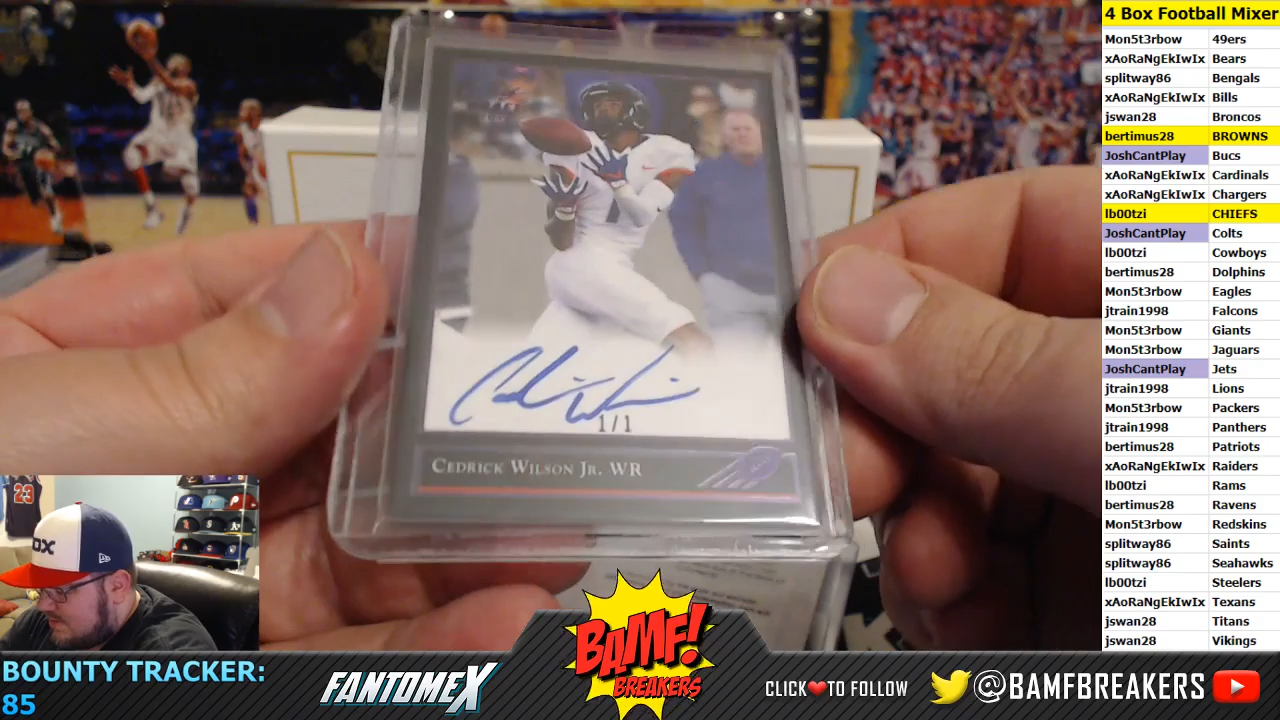 4 Box Football Mixer
Mon5t3rbow 49ers
xAoRaNgEkIwIx Bears
splitway86 Bengals
xAoRaNgEkIwIx Bills
jswan28 Broncos
bertimus28 BROWNS
JoshCantPlay Bucs
xAoRaNgEkIwIx Cardinals
xAoRaNgEkIwIx Chargers
lb00tzi CHIEFS
JoshCantPlay Colts
lb00tzi Cowboys
bertimus28 Dolphins
Mon5t3rbow Eagles
jtrain1998 Falcons
Mon5t3rbow Giants
Mon5t3rbow Jaguars
JoshCantPlay Jets
jtrain1998 Lions
Mon5t3rbow Packers
jtrain1998 Panthers
bertimus28 Patriots
xAoRaNgEkIwIx Raiders
lb00tzi Rams
bertimus28 Ravens
Mon5t3rbow Redskins
splitway86 Saints
splitway86 Seahawks
lb00tzi Steelers
xAoRaNgEkIwIx Texans
jswan28 Titans
jswan28 Vikings
1/1
CEDRICK WILSON JR. WR
23
OX
BOUNTY TRACKER:
85
FANTOMEX
BAMF!
BREAKERS
CLICK TO FOLLOW
@BAMFBREAKERS